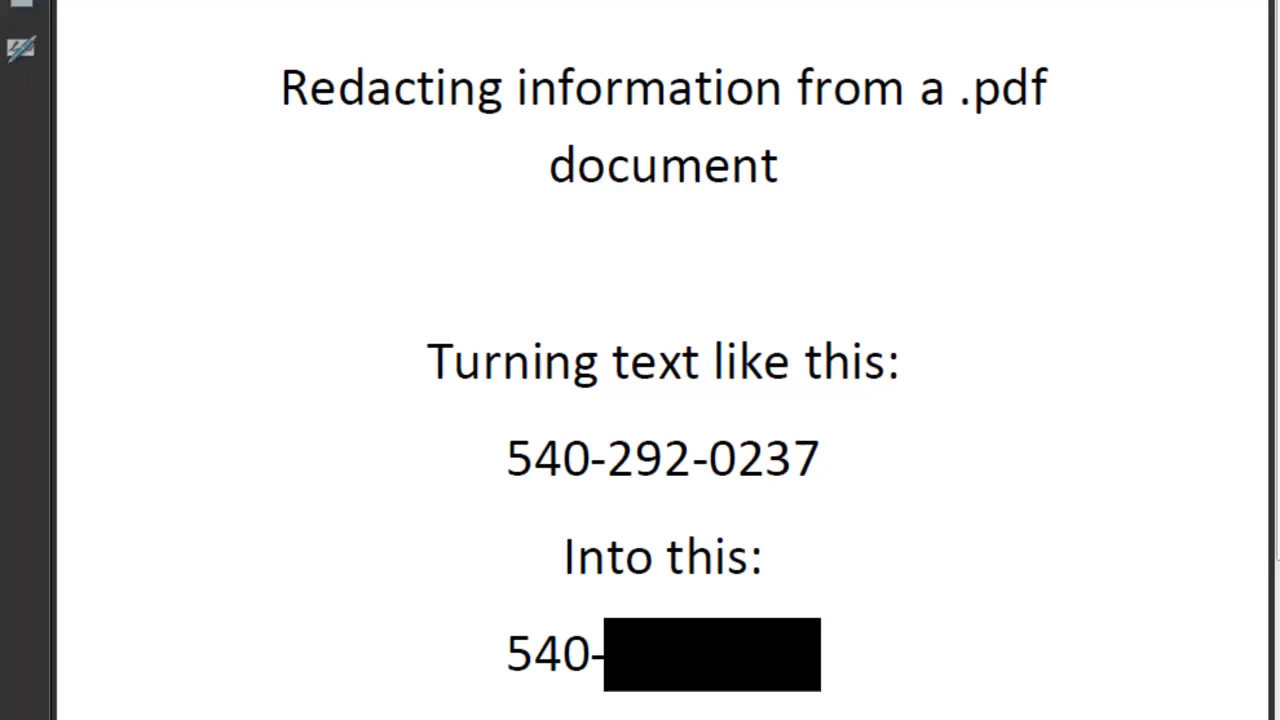 Redacting information from a .pdf
document
Turning text like this:
540-292-0237
Into this:
540-